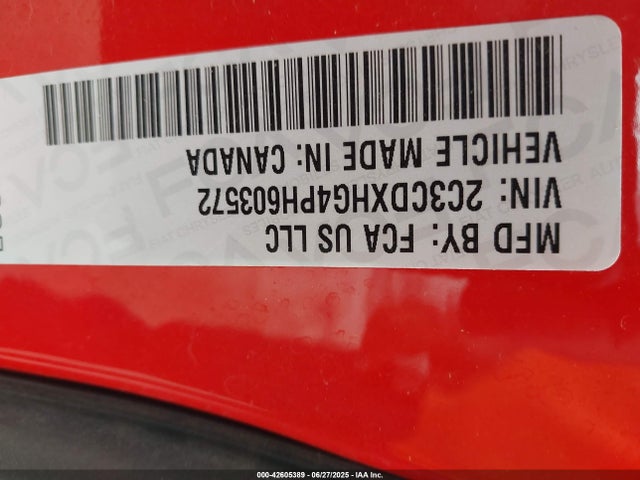 MFD BY: FCA US LLC
VIN: 2C3CDXHG4PH603572
VEHICLE MADE IN: CANADA
000-42605389 | 06/27/2025 - IAA Inc.